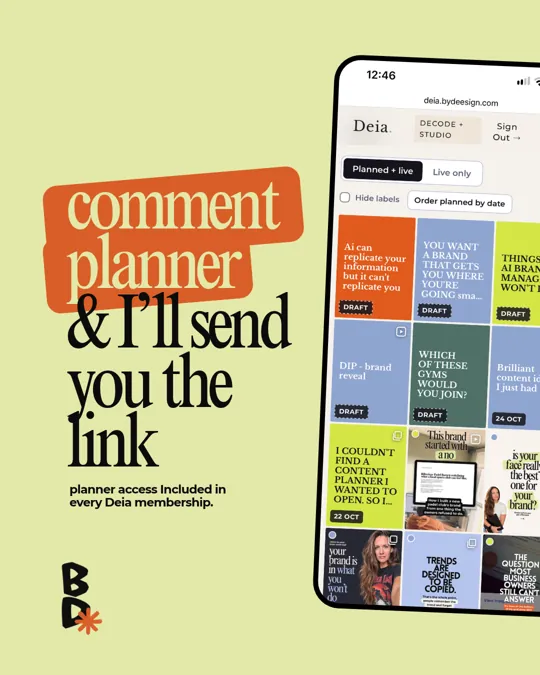 comment
planner
& I'll send
you the
link
planner access Included in
every Deia membership.
B
D
12:46
deia.bydeesign.com
Deia.
DECODE +
STUDIO
Sign
Out →
Planned + live
Live only
Hide labels
Order planned by date
Ai can
replicate your
information
but it can't
replicate you
DRAFT
YOU WANT
A BRAND
THAT GETS
YOU WHERE
YOU'RE
GOING sma...
DRAFT
THINGS
AI BRAN
MANAG
WON'T
DRAFT
DIP - brand
reveal
DRAFT
WHICH
OF THESE
GYMS
WOULD
YOU JOIN?
DRAFT
Brilliant
content ic
I just had
24 OCT
I COULDN'T
FIND A
CONTENT
PLANNER I
WANTED TO
OPEN. SO I...
22 OCT
This brand
started with
a no
is your
face really
the best
one for
your
brand?
your
brand is
in what
you
won't
do
TRENDS
ARE
DESIGNED
TO BE
COPIED.
THE
QUESTION
MOST
BUSINESS
OWNERS
STILL CAN'T
ANSWER